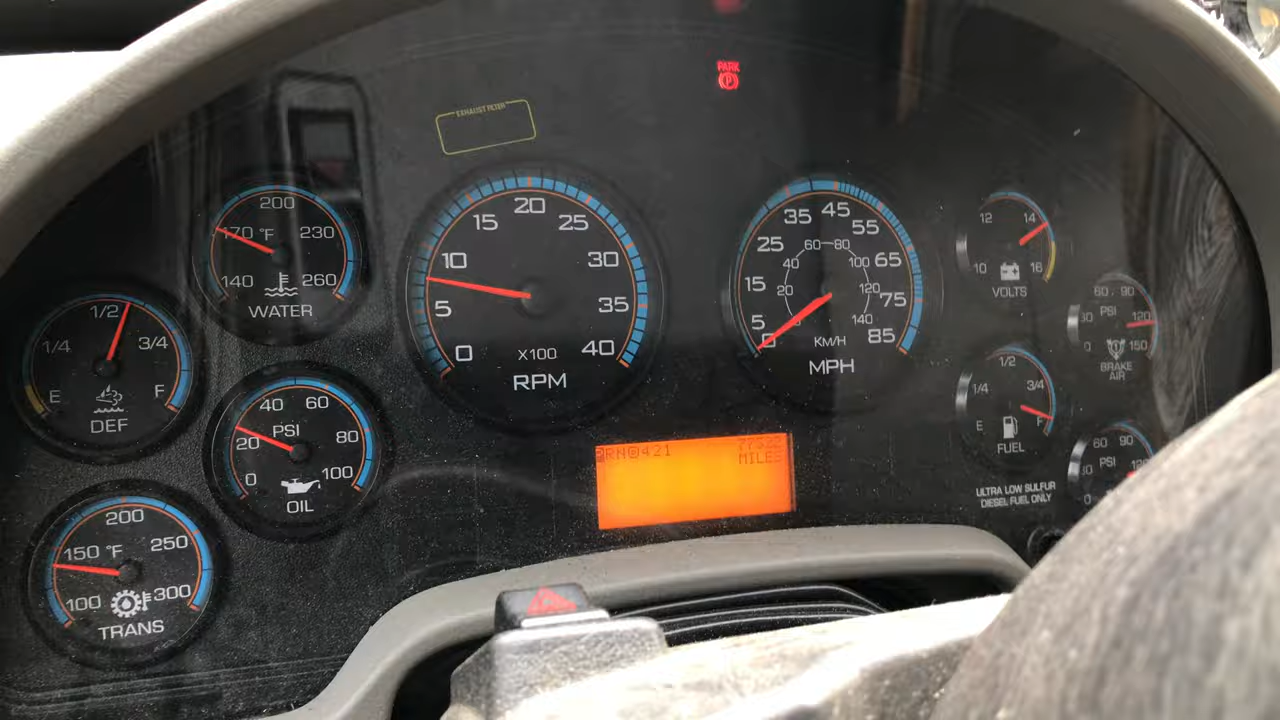 PARK
P
EXHAUST FILTER
200
170 °F 230
140 260
WATER
20
15 25
10 30
5 35
0 40
X100
RPM
45
35 55
25 65
15 75
5 85
0
60 80
40 100
20 120
140
KM/H
MPH
12 14
10 16
VOLTS
60 90
PSI
120
0 150
BRAKE
AIR
1/2
1/4 3/4
E F
DEF
40 60
PSI
20 80
0 100
OIL
1/2
1/4 3/4
E F
FUEL
PRN0421
MILES
ULTRA LOW SULFUR
DIESEL FUEL ONLY
60 90
PSI
200
150 °F 250
100 300
TRANS